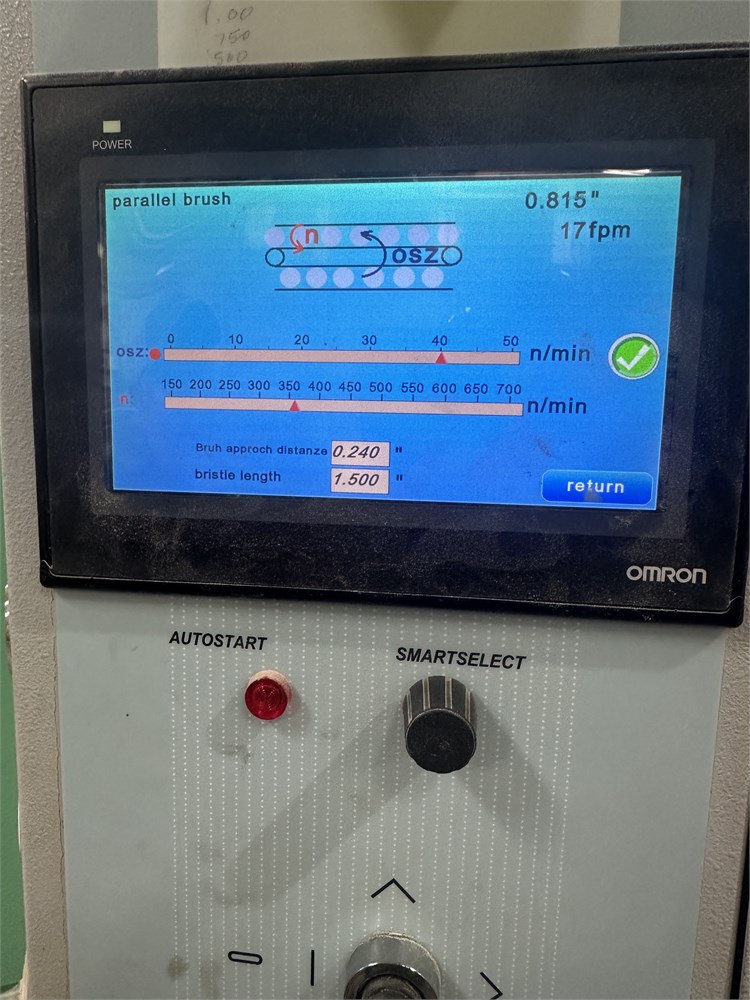 1.00
750
500
POWER
parallel brush
0.815"
17fpm
n
osz
0 10 20 30 40 50
osz: n/min
150 200 250 300 350 400 450 500 550 600 650 700
n: n/min
Bruh approch distanze 0.240 "
bristle length 1.500 "
return
OMRON
AUTOSTART
SMARTSELECT